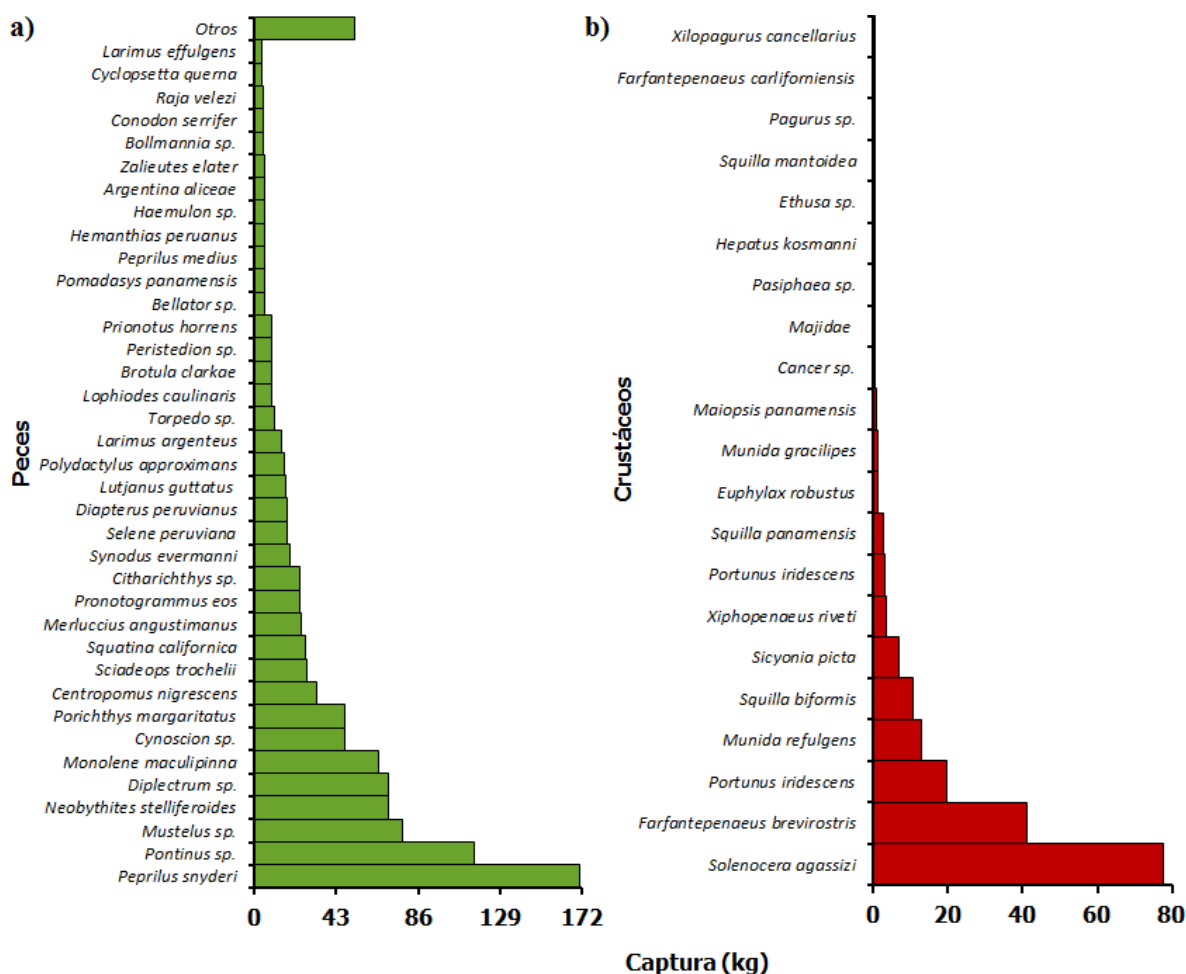 a)
Peces
Otros
Larimus effulgens
Cyclopsetta querna
Raja velezi
Conodon serrifer
Bollmannia sp.
Zalieutes elater
Argentina aliceae
Haemulon sp.
Hemanthias peruanus
Peprilus medius
Pomadasys panamensis
Bellator sp.
Prionotus horrens
Peristedion sp.
Brotula clarkae
Lophiodes caulinaris
Torpedo sp.
Larimus argenteus
Polydactylus approximans
Lutjanus guttatus
Diapterus peruvianus
Selene peruviana
Synodus evermanni
Citharichthys sp.
Pronotogrammus eos
Merluccius angustimanus
Squatina californica
Sciadeops trochelii
Centropomus nigrescens
Porichthys margaritatus
Cynoscion sp.
Monolene maculipinna
Diplectrum sp.
Neobythites stelliferoides
Mustelus sp.
Pontinus sp.
Peprilus snyderi
0 43 86 129 172
b)
Crustáceos
Xilopagurus cancellarius
Farfantepenaeus carliforniensis
Pagurus sp.
Squilla mantoidea
Ethusa sp.
Hepatus kosmanni
Pasiphaea sp.
Majidae
Cancer sp.
Maiopsis panamensis
Munida gracilipes
Euphylax robustus
Squilla panamensis
Portunus iridescens
Xiphopenaeus riveti
Sicyonia picta
Squilla biformis
Munida refulgens
Portunus iridescens
Farfantepenaeus brevirostris
Solenocera agassizi
0 20 40 60 80
Captura (kg)